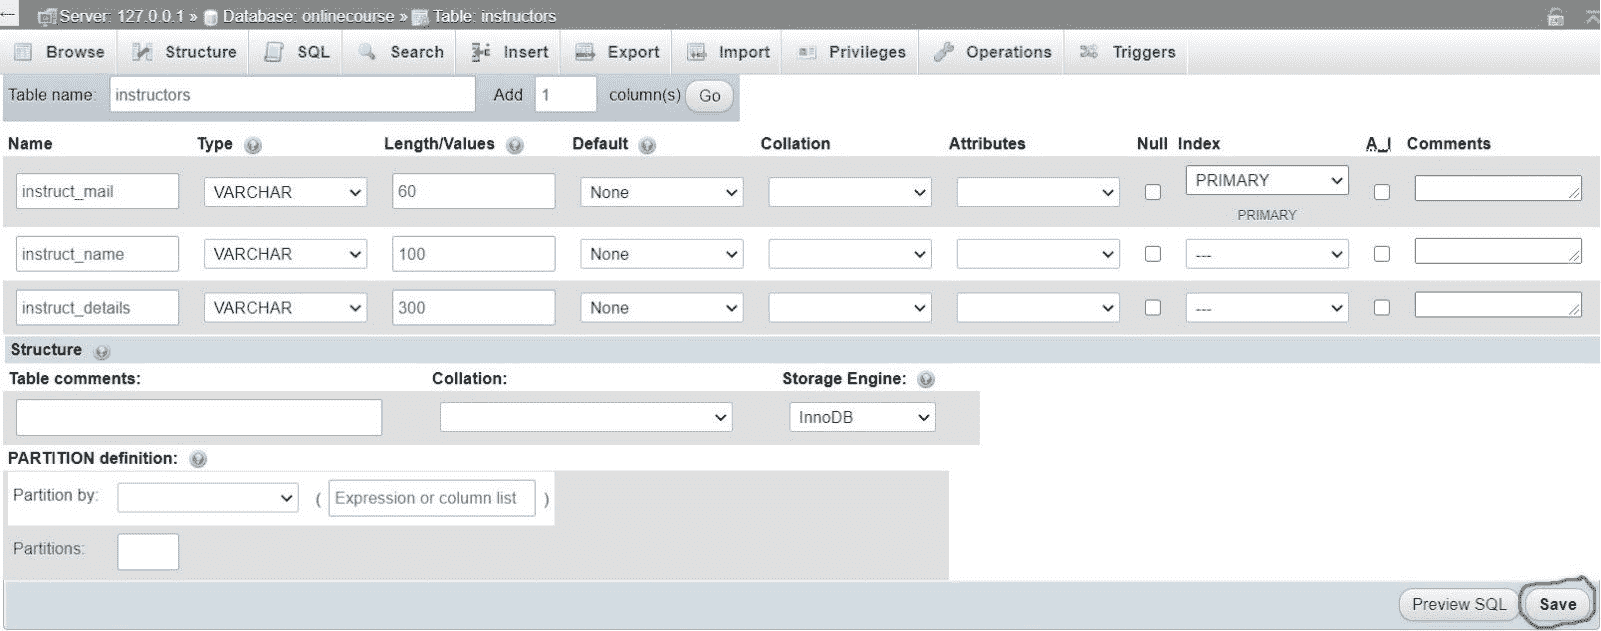 Server: 127.0.0.1 » Database: onlinecourse » Table: instructors
Browse Structure SQL Search Insert Export Import Privileges Operations Triggers
Table name: instructors Add 1 column(s) Go
Name Type Length/Values Default Collation Attributes Null Index A_I Comments
instruct_mail VARCHAR 60 None PRIMARY
PRIMARY
instruct_name VARCHAR 100 None ---
instruct_details VARCHAR 300 None ---
Structure
Table comments: Collation: Storage Engine:
InnoDB
PARTITION definition:
Partition by: ( Expression or column list )
Partitions:
Preview SQL Save